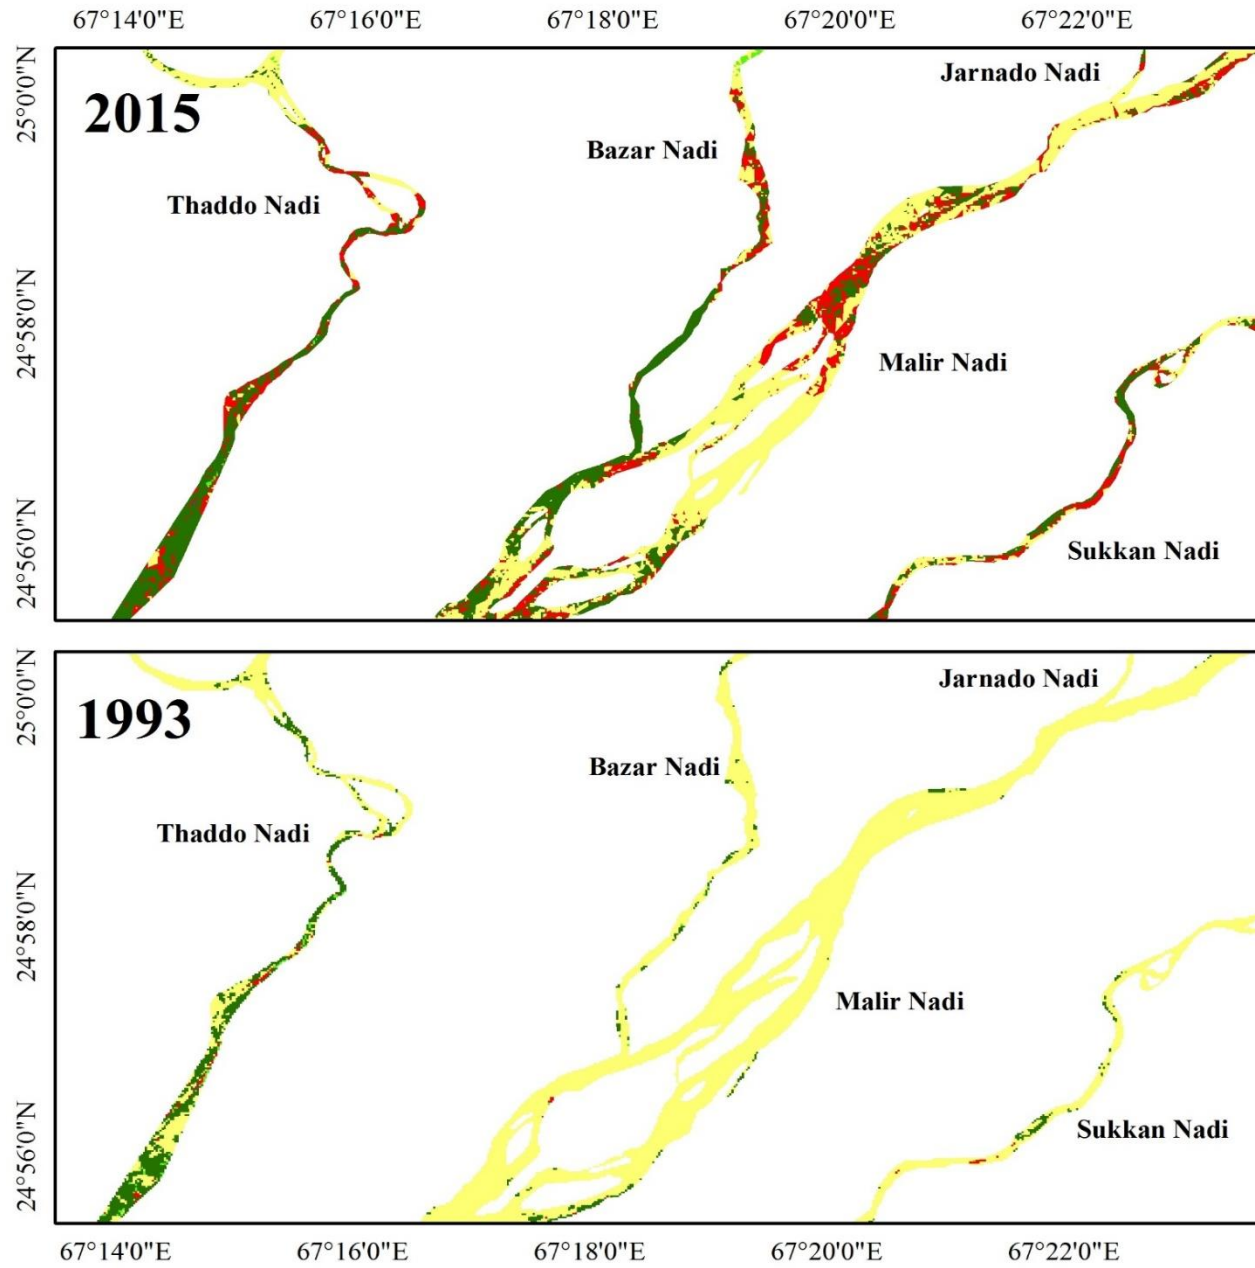 67°14'0"E 67°16'0"E 67°18'0"E 67°20'0"E 67°22'0"E
25°0'0"N
24°58'0"N
24°56'0"N
2015
Jarnado Nadi
Bazar Nadi
Thaddo Nadi
Malir Nadi
Sukkan Nadi
25°0'0"N
24°58'0"N
24°56'0"N
1993
Jarnado Nadi
Bazar Nadi
Thaddo Nadi
Malir Nadi
Sukkan Nadi
67°14'0"E 67°16'0"E 67°18'0"E 67°20'0"E 67°22'0"E